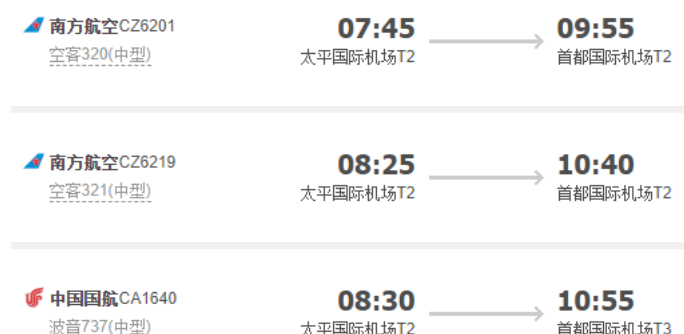 南方航空CZ6201 07:45 09:55
空客320(中型) 太平国际机场T2 首都国际机场T2
南方航空CZ6219 08:25 10:40
空客321(中型) 太平国际机场T2 首都国际机场T2
中国国航CA1640 08:30 10:55
波音737(中型) 太平国际机场T2 首都国际机场T3